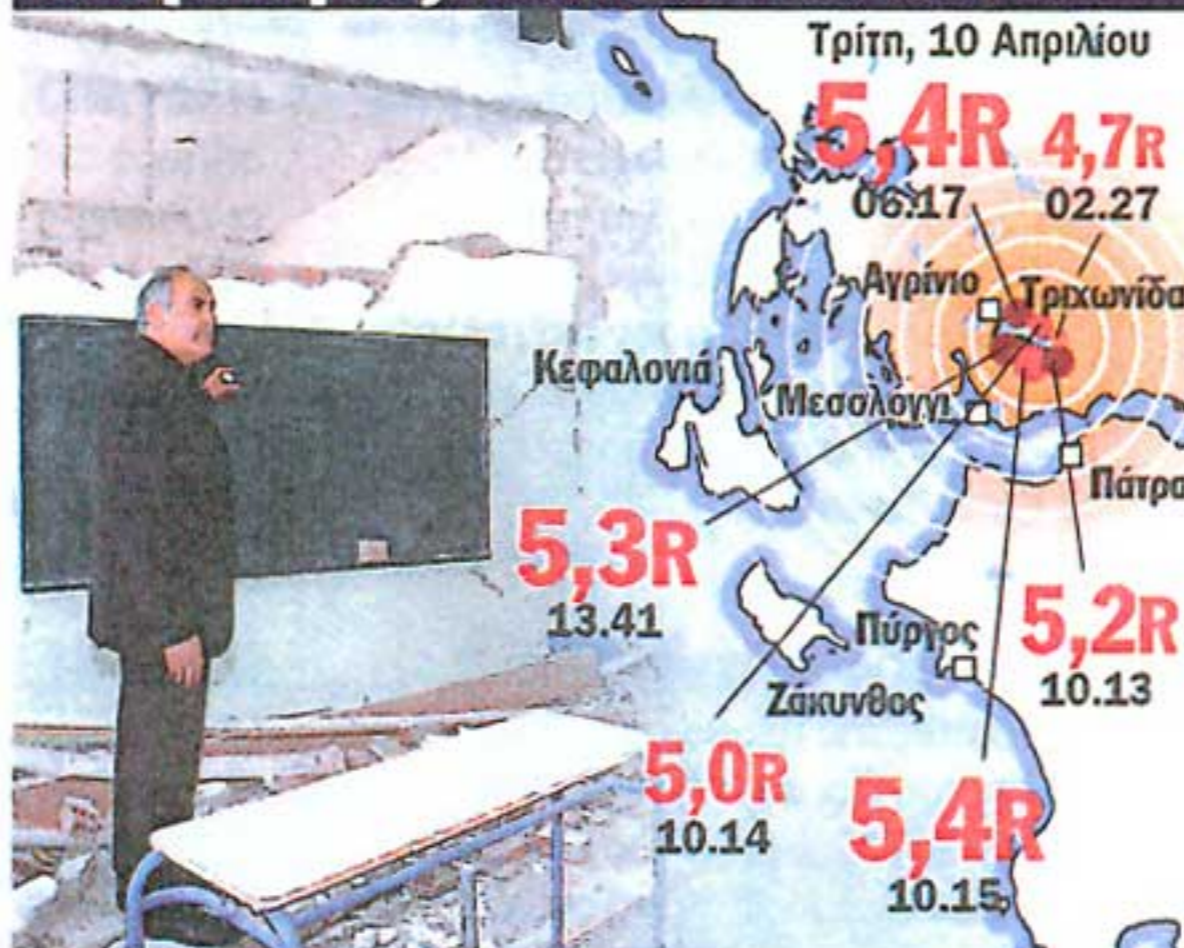 Τρίτη, 10 Απριλίου
5,4R 4,7R
06.17 02.27
Αγρίνιο Τριχωνίδα
Κεφαλονιά
Μεσολόγγι
Πάτρα
5,3R
13.41
5,2R
10.13
Πύργος
Ζάκυνθος
5,0R
10.14
5,4R
10.15